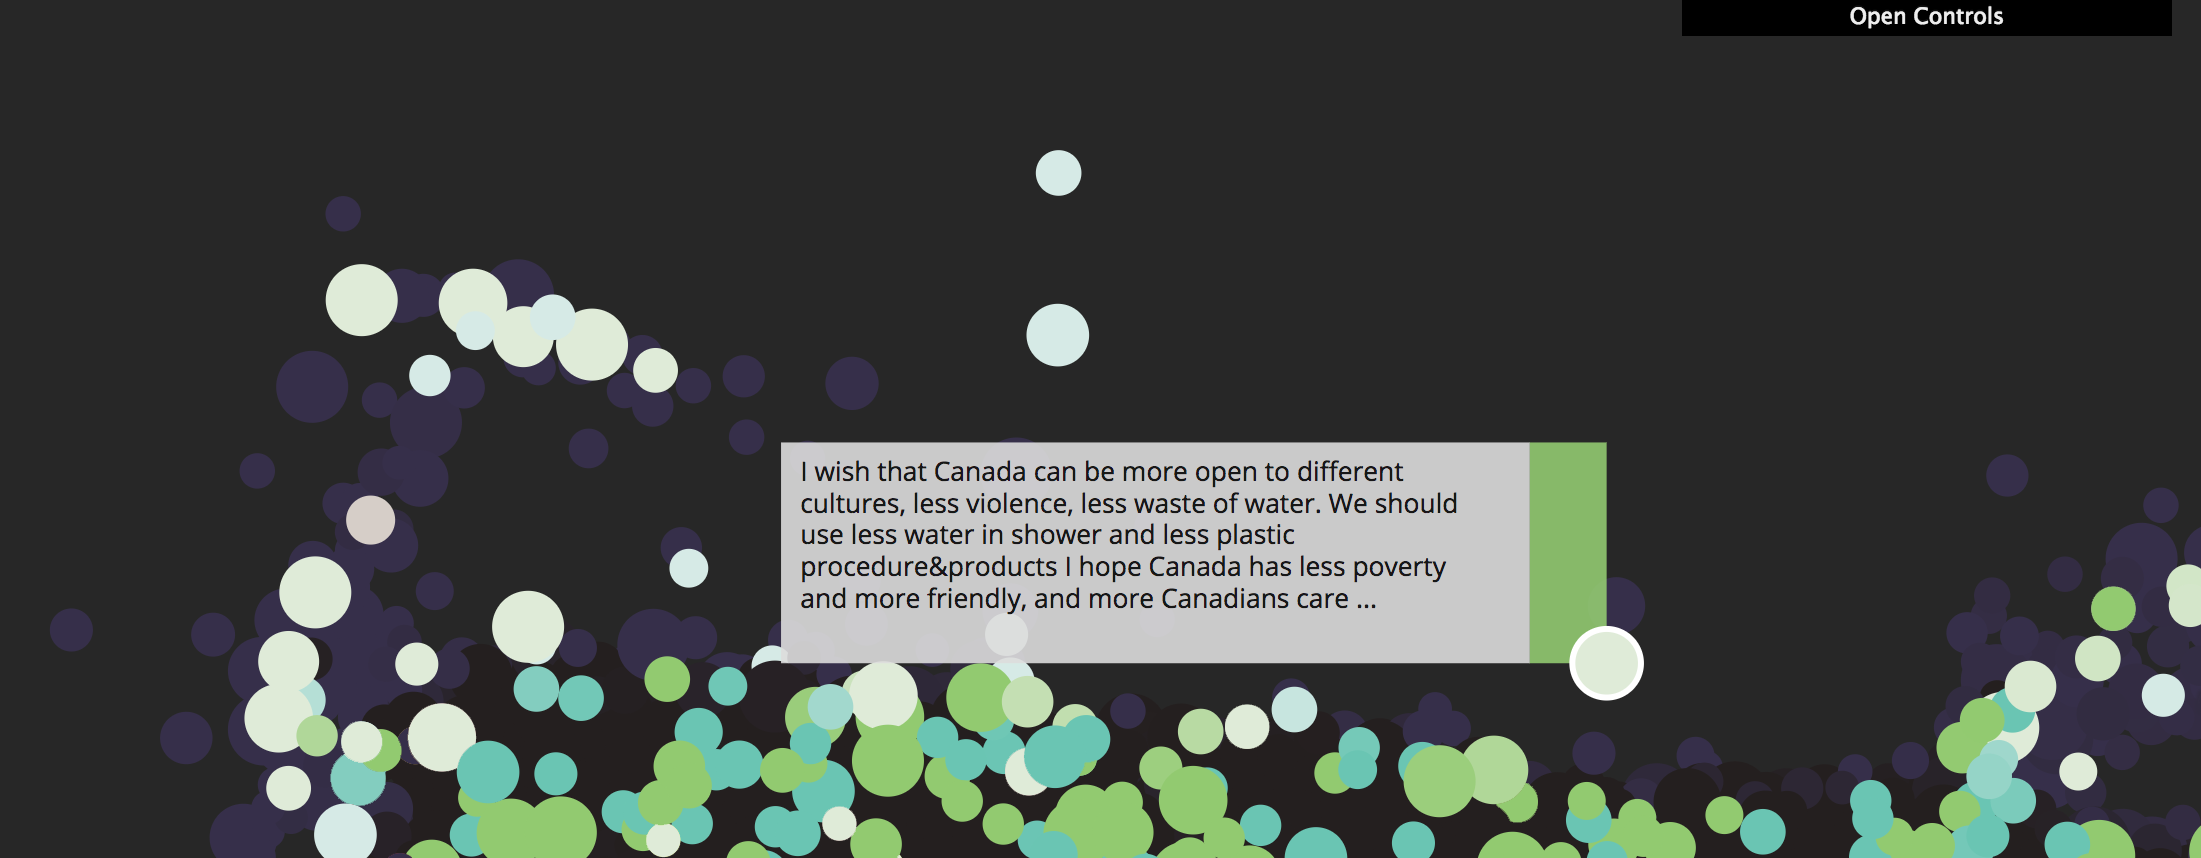 Open Controls
I wish that Canada can be more open to different
cultures, less violence, less waste of water. We should
use less water in shower and less plastic
procedure&products I hope Canada has less poverty
and more friendly, and more Canadians care ...